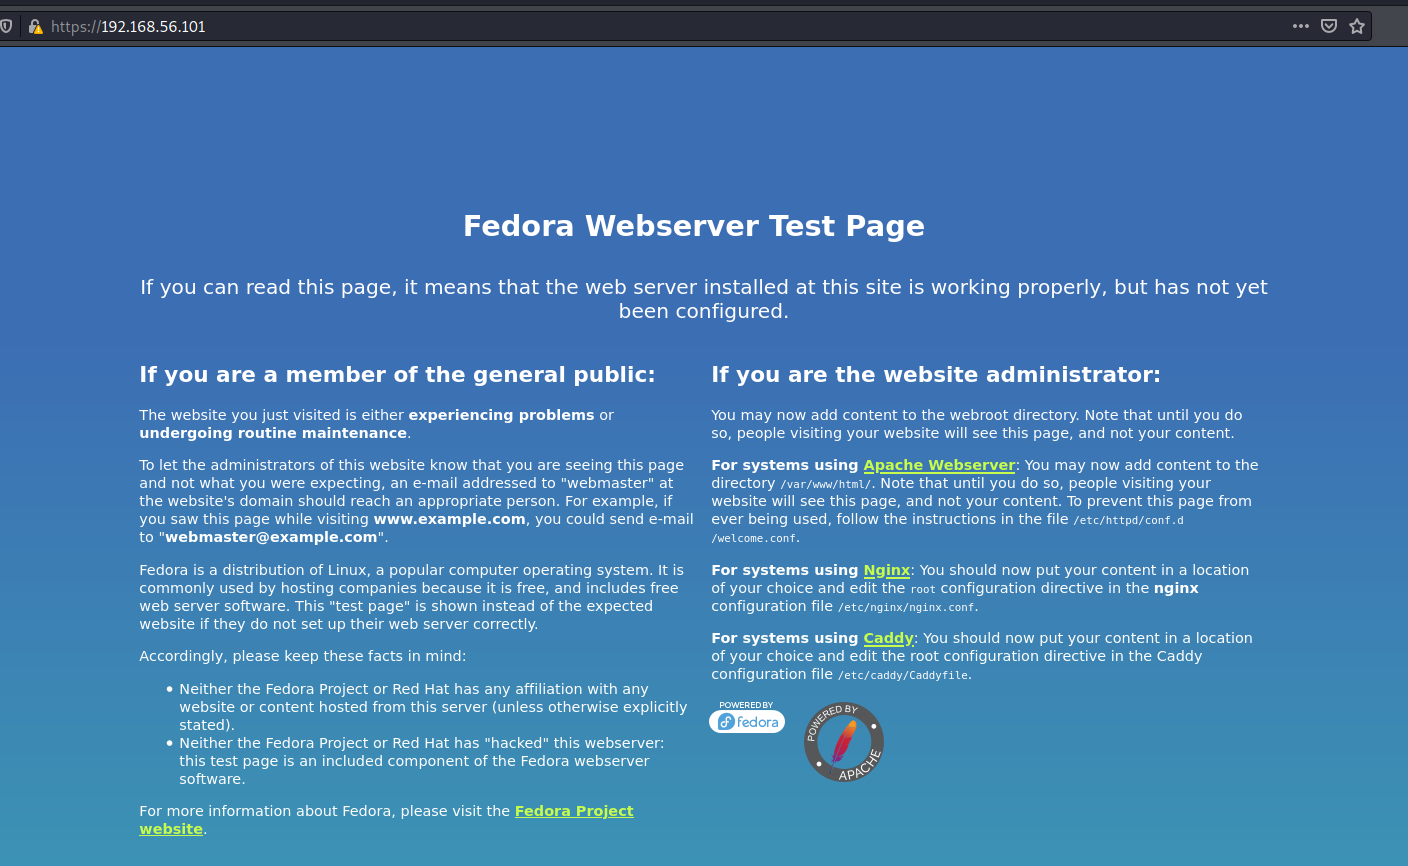 https://192.168.56.101
Fedora Webserver Test Page
If you can read this page, it means that the web server installed at this site is working properly, but has not yet
been configured.
If you are a member of the general public:
The website you just visited is either experiencing problems or
undergoing routine maintenance.
To let the administrators of this website know that you are seeing this page
and not what you were expecting, an e-mail addressed to "webmaster" at
the website's domain should reach an appropriate person. For example, if
you saw this page while visiting www.example.com, you could send e-mail
to "webmaster@example.com".
Fedora is a distribution of Linux, a popular computer operating system. It is
commonly used by hosting companies because it is free, and includes free
web server software. This "test page" is shown instead of the expected
website if they do not set up their web server correctly.
Accordingly, please keep these facts in mind:
• Neither the Fedora Project or Red Hat has any affiliation with any
website or content hosted from this server (unless otherwise explicitly
stated).
• Neither the Fedora Project or Red Hat has "hacked" this webserver:
this test page is an included component of the Fedora webserver
software.
For more information about Fedora, please visit the Fedora Project
website.
If you are the website administrator:
You may now add content to the webroot directory. Note that until you do
so, people visiting your website will see this page, and not your content.
For systems using Apache Webserver: You may now add content to the
directory /var/www/html/. Note that until you do so, people visiting your
website will see this page, and not your content. To prevent this page from
ever being used, follow the instructions in the file /etc/httpd/conf.d
/welcome.conf.
For systems using Nginx: You should now put your content in a location
of your choice and edit the root configuration directive in the nginx
configuration file /etc/nginx/nginx.conf.
For systems using Caddy: You should now put your content in a location
of your choice and edit the root configuration directive in the Caddy
configuration file /etc/caddy/Caddyfile.
POWERED BY
fedora
POWERED BY
APACHE